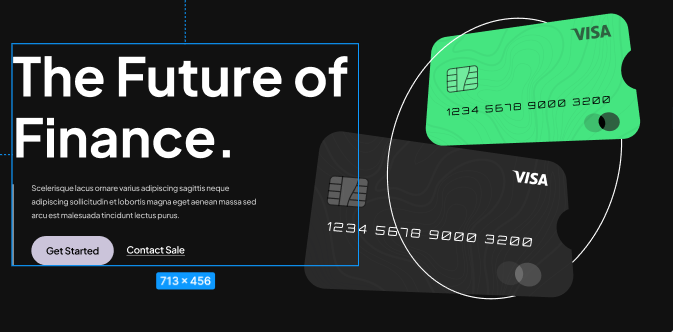 The Future of
Finance.
Scelerisque lacus ornare varius adipiscing sagittis neque
adipiscing sollicitudin et lobortis magna eget aenean massa sed
arcu est malesuada tincidunt lectus purus.
Get Started
Contact Sale
713 × 456
VISA
1234 5678 9000 3200
VISA
1234 5678 9000 3200